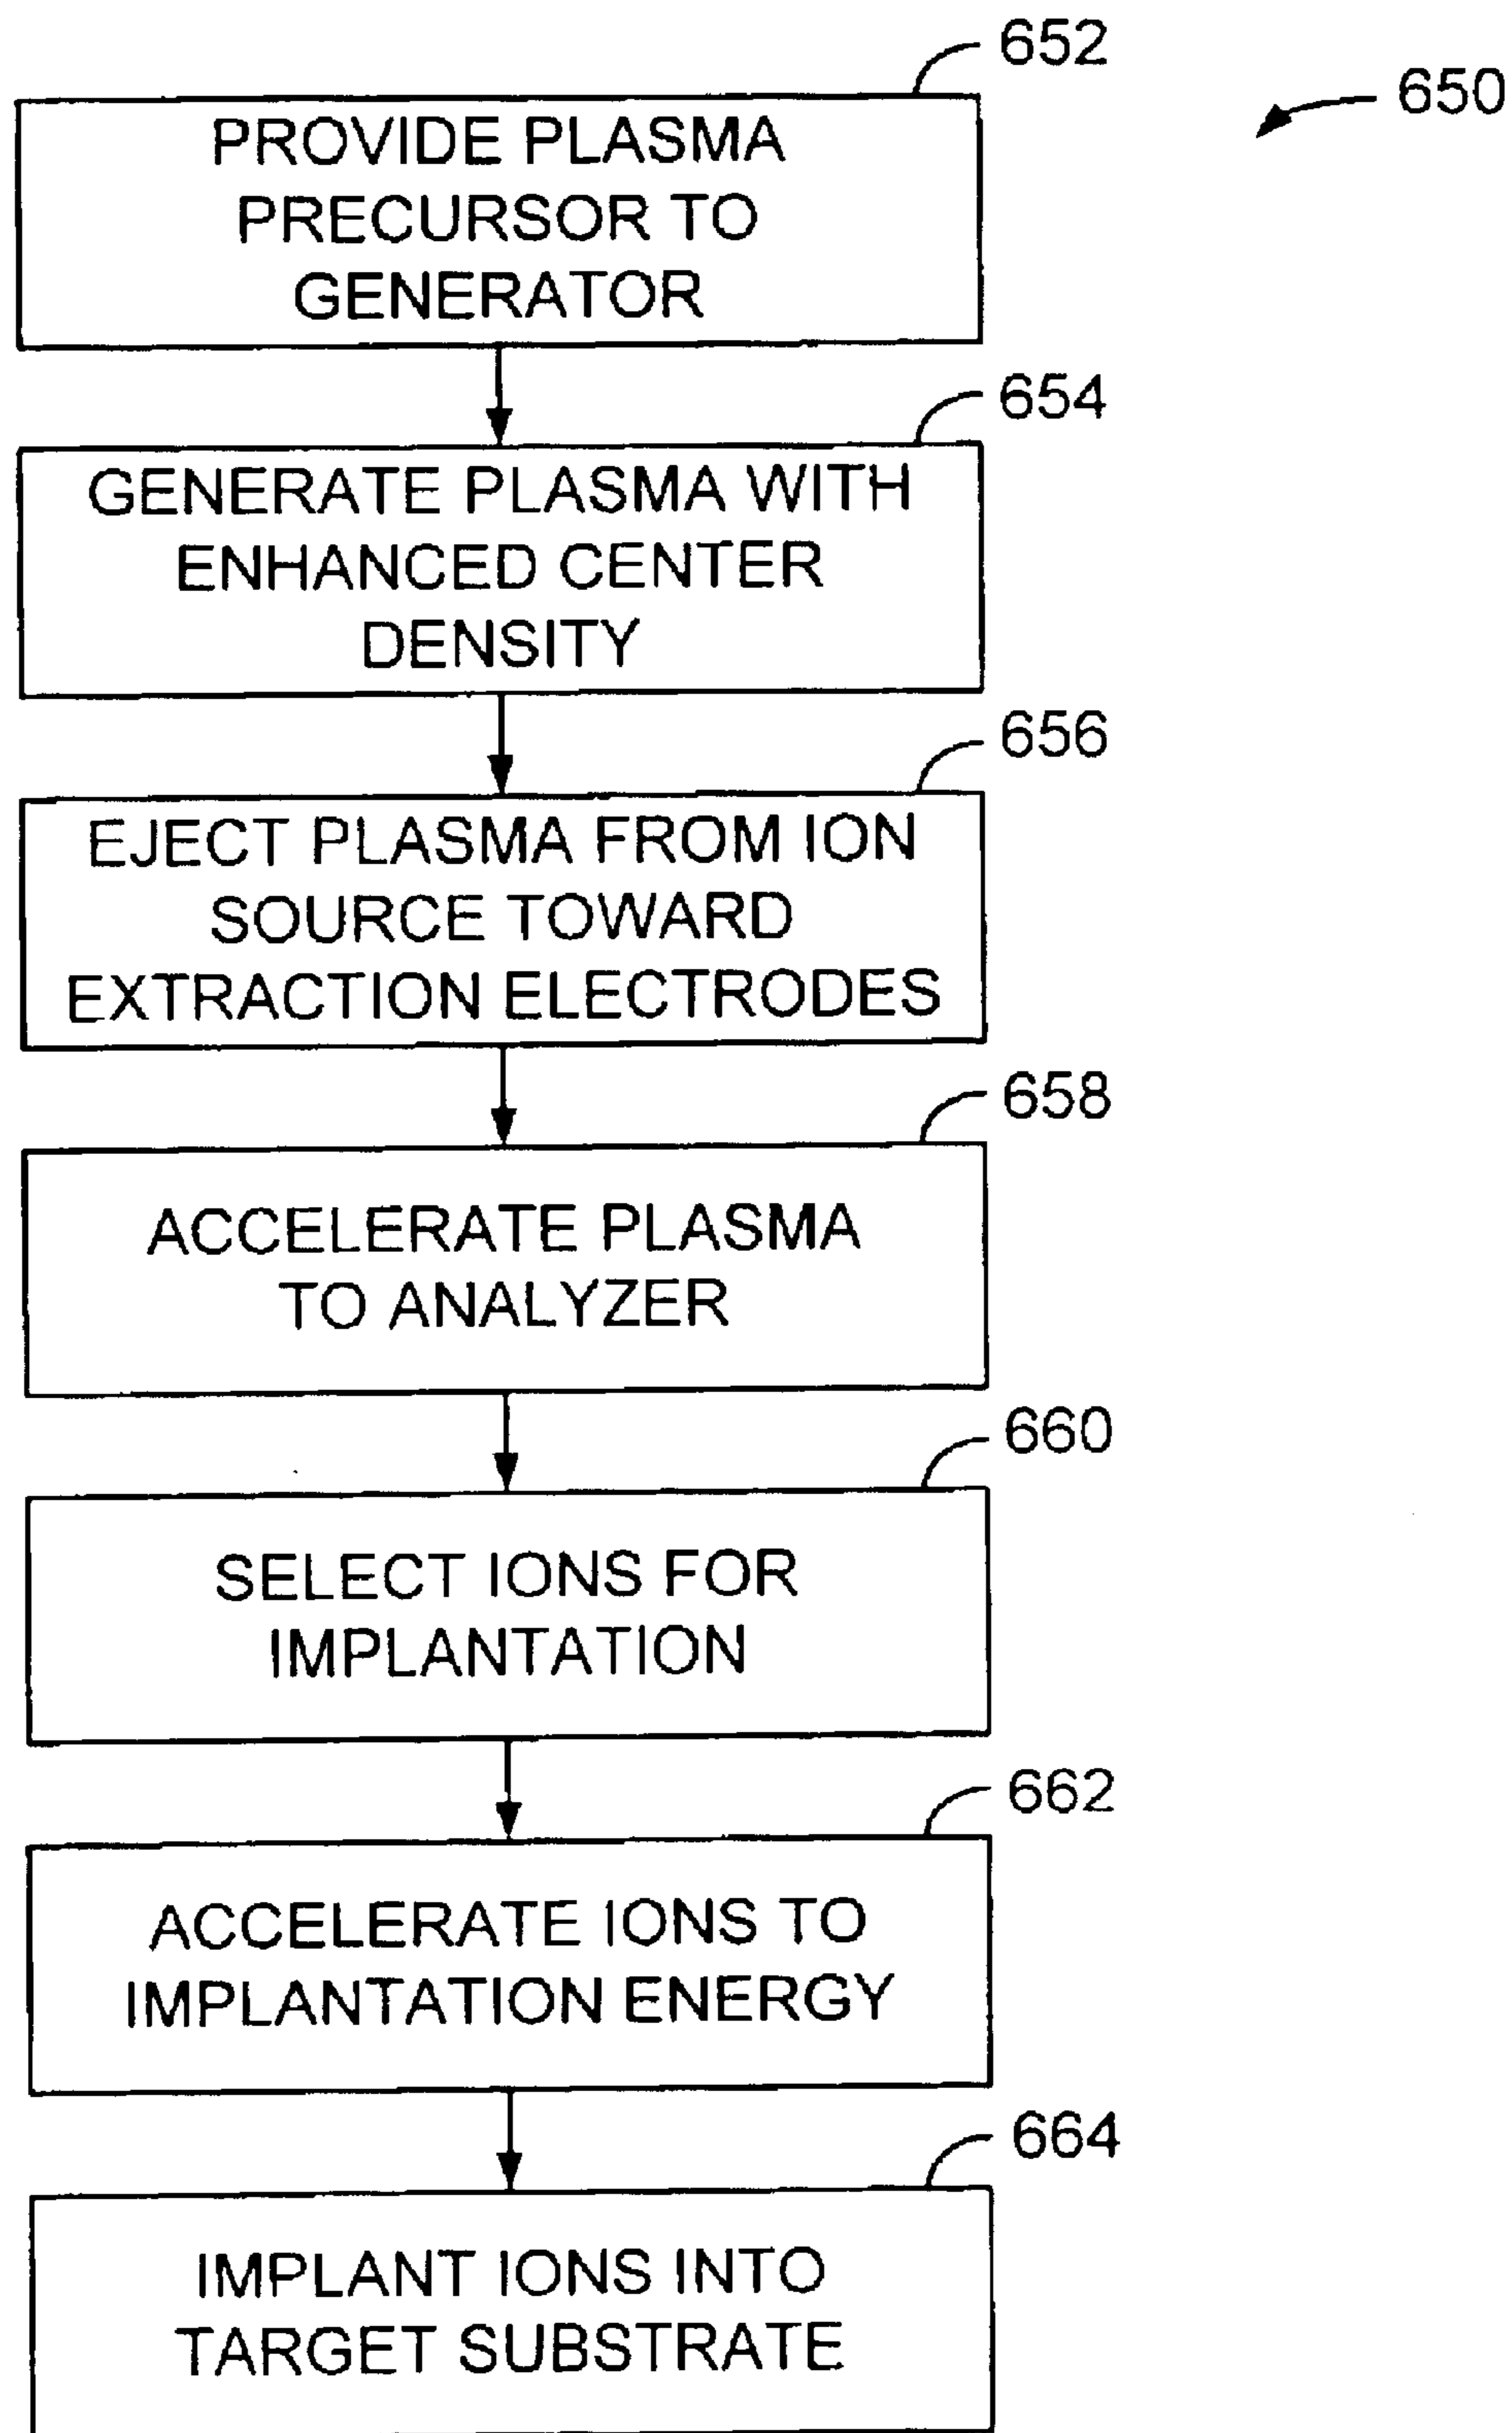 652
650
PROVIDE PLASMA
PRECURSOR TO
GENERATOR
654
GENERATE PLASMA WITH
ENHANCED CENTER
DENSITY
656
EJECT PLASMA FROM ION
SOURCE TOWARD
EXTRACTION ELECTRODES
658
ACCELERATE PLASMA
TO ANALYZER
660
SELECT IONS FOR
IMPLANTATION
662
ACCELERATE IONS TO
IMPLANTATION ENERGY
664
IMPLANT IONS INTO
TARGET SUBSTRATE